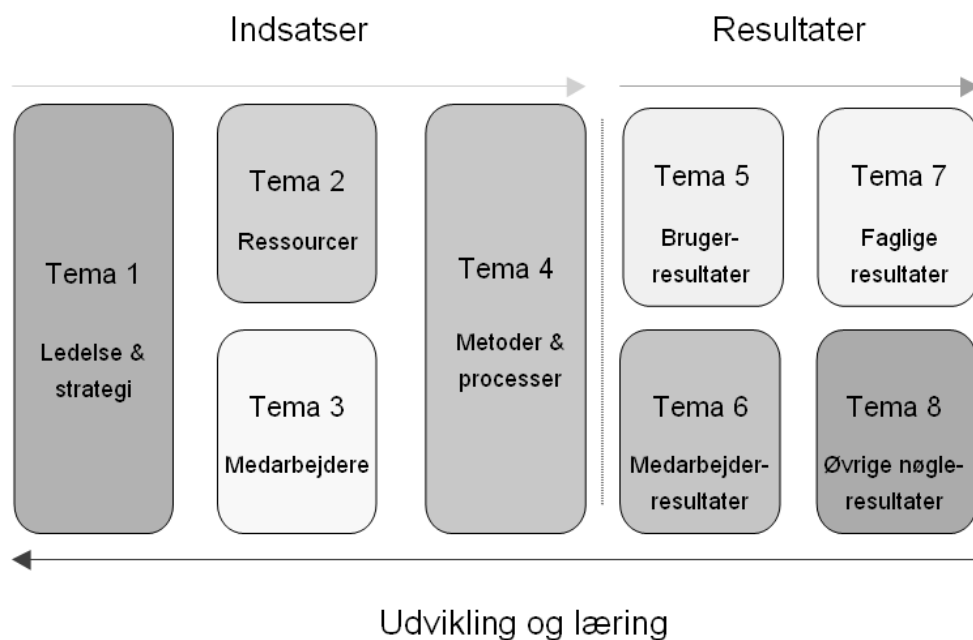 Indsatser
Resultater
Tema 1
Ledelse &
strategi
Tema 2
Ressourcer
Tema 3
Medarbejdere
Tema 4
Metoder &
processer
Tema 5
Bruger-
resultater
Tema 6
Medarbejder-
resultater
Tema 7
Faglige
resultater
Tema 8
Øvrige nøgle-
resultater
Udvikling og læring